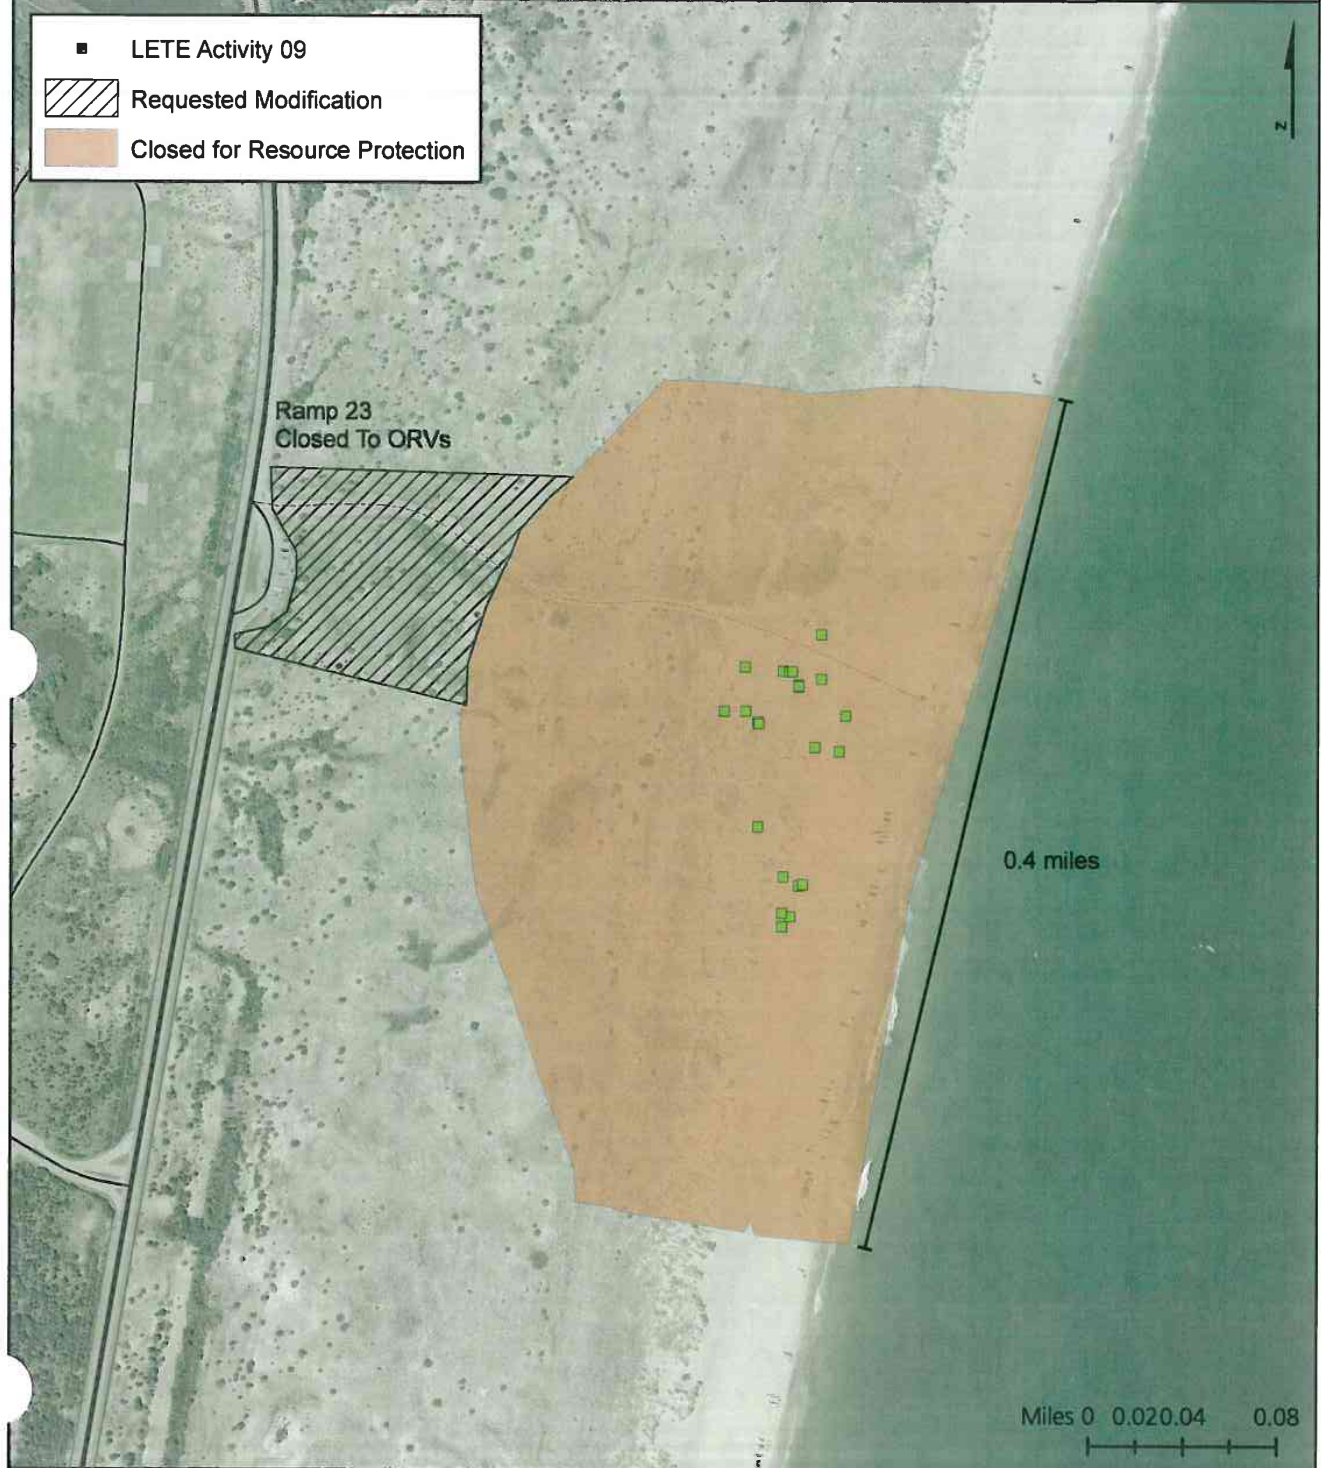 LETE Activity 09
Requested Modification
Closed for Resource Protection
N
Ramp 23
Closed To ORVs
0.4 miles
Miles 0 0.020.04 0.08